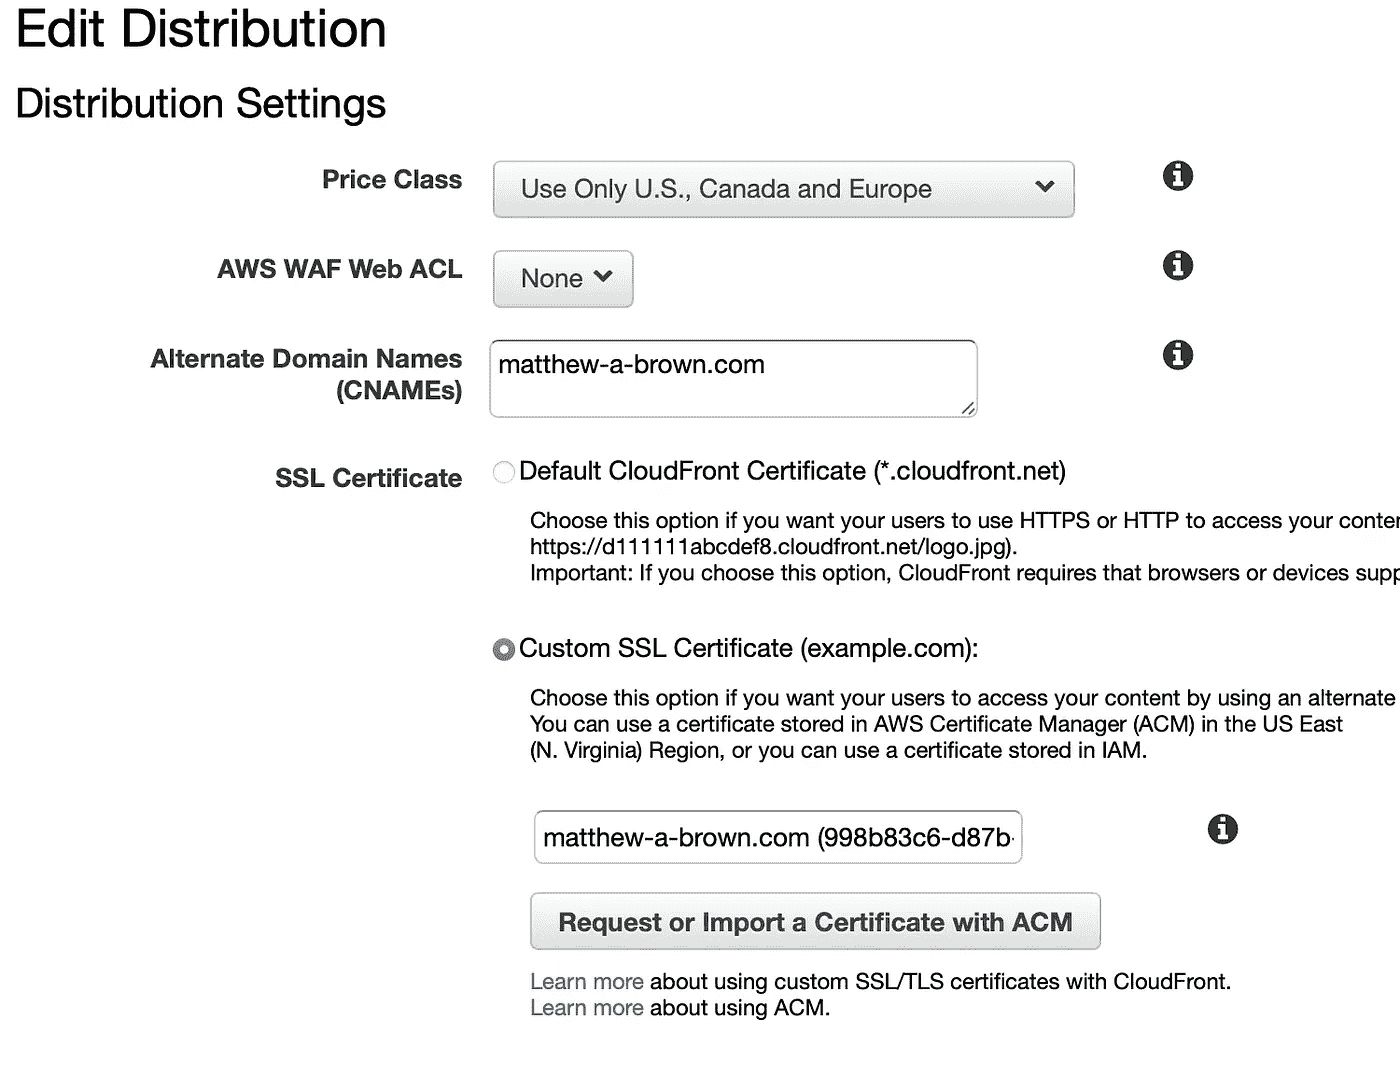 Edit Distribution
Distribution Settings
Price Class
Use Only U.S., Canada and Europe
AWS WAF Web ACL
None
Alternate Domain Names
(CNAMEs)
matthew-a-brown.com
SSL Certificate
Default CloudFront Certificate (*.cloudfront.net)
Choose this option if you want your users to use HTTPS or HTTP to access your
https://d111111abcdef8.cloudfront.net/logo.jpg).
Important: If you choose this option, CloudFront requires that browsers or devices
Custom SSL Certificate (example.com):
Choose this option if you want your users to access your content by using an alternate
You can use a certificate stored in AWS Certificate Manager (ACM) in the US East
(N. Virginia) Region, or you can use a certificate stored in IAM.
matthew-a-brown.com (998b83c6-d87b-
Request or Import a Certificate with ACM
Learn more about using custom SSL/TLS certificates with CloudFront.
Learn more about using ACM.